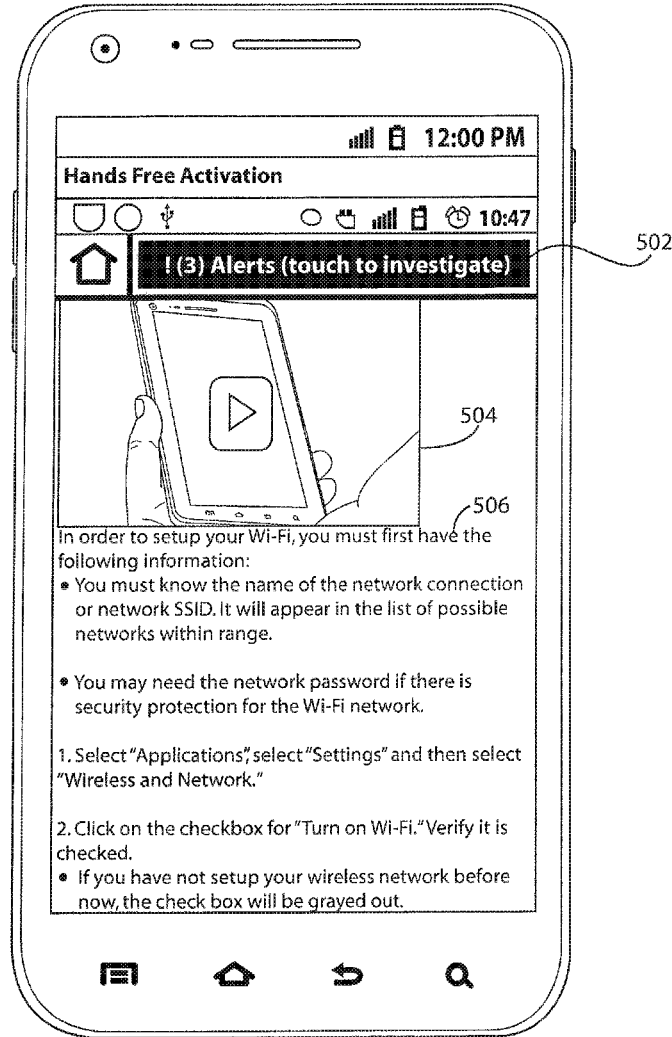 12:00 PM
Hands Free Activation
10:47
! (3) Alerts (touch to investigate)
502
504
506
In order to setup your Wi-Fi, you must first have the
following information:
• You must know the name of the network connection
or network SSID. It will appear in the list of possible
networks within range.
• You may need the network password if there is
security protection for the Wi-Fi network.
1. Select "Applications", select "Settings" and then select
"Wireless and Network."
2. Click on the checkbox for "Turn on Wi-Fi." Verify it is
checked.
• If you have not setup your wireless network before
now, the check box will be grayed out.